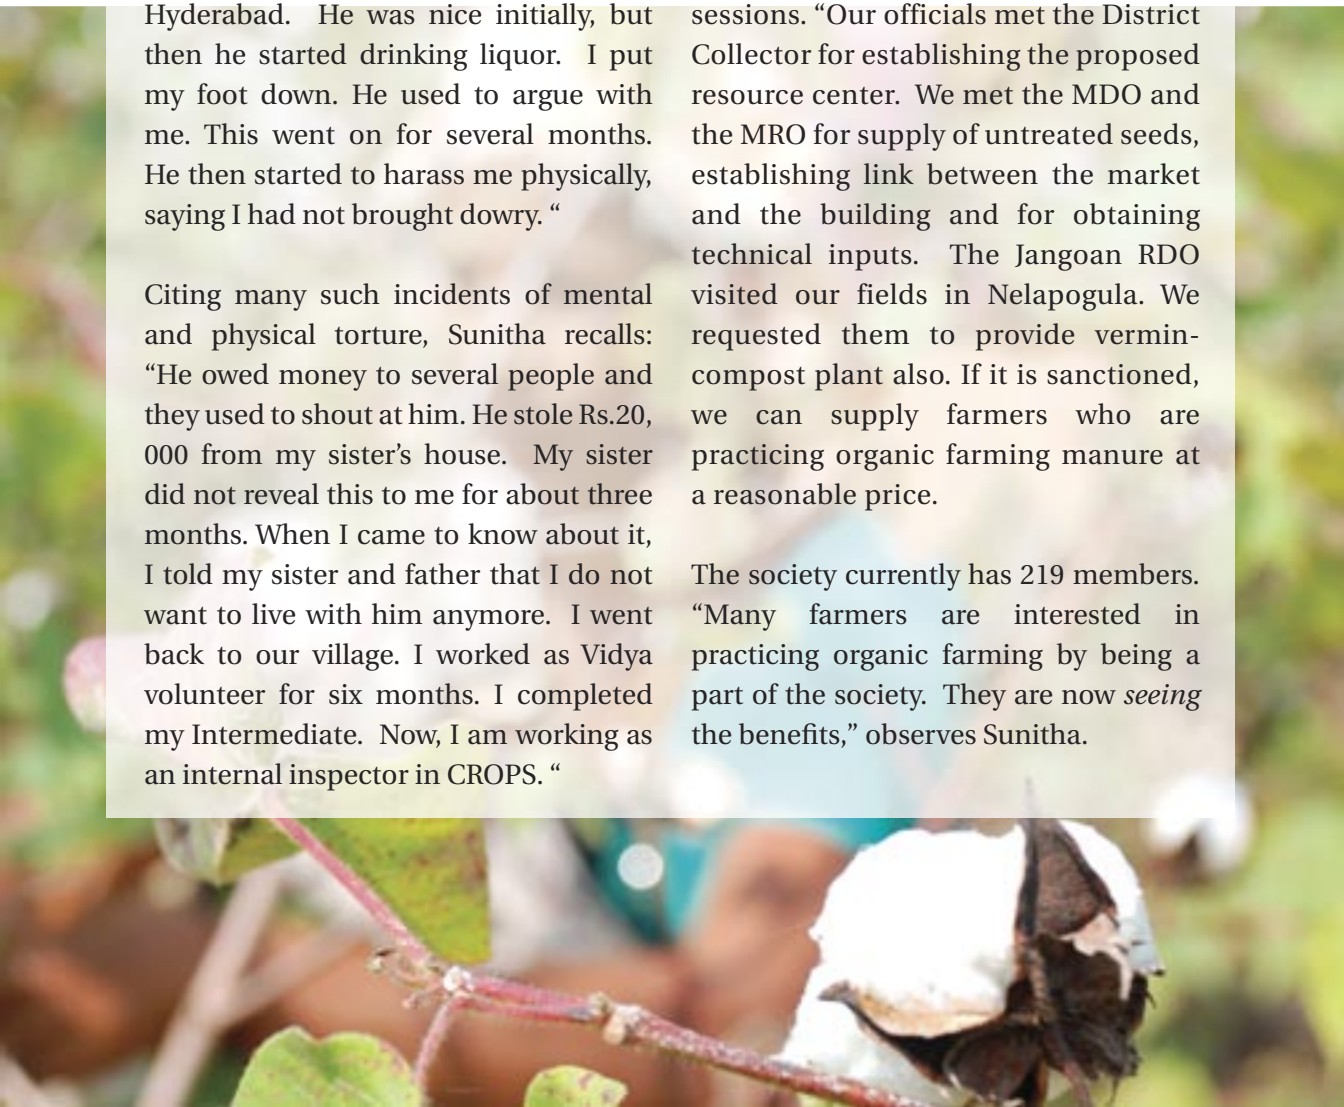 Hyderabad. He was nice initially, but
then he started drinking liquor. I put
my foot down. He used to argue with
me. This went on for several months.
He then started to harass me physically,
saying I had not brought dowry. “
Citing many such incidents of mental
and physical torture, Sunitha recalls:
“He owed money to several people and
they used to shout at him. He stole Rs.20,
000 from my sister’s house. My sister
did not reveal this to me for about three
months. When I came to know about it,
I told my sister and father that I do not
want to live with him anymore. I went
back to our village. I worked as Vidya
volunteer for six months. I completed
my Intermediate. Now, I am working as
an internal inspector in CROPS. “
sessions. “Our officials met the District
Collector for establishing the proposed
resource center. We met the MDO and
the MRO for supply of untreated seeds,
establishing link between the market
and the building and for obtaining
technical inputs. The Jangoan RDO
visited our fields in Nelapogula. We
requested them to provide vermin-
compost plant also. If it is sanctioned,
we can supply farmers who are
practicing organic farming manure at
a reasonable price.
The society currently has 219 members.
“Many farmers are interested in
practicing organic farming by being a
part of the society. They are now seeing
the benefits,” observes Sunitha.